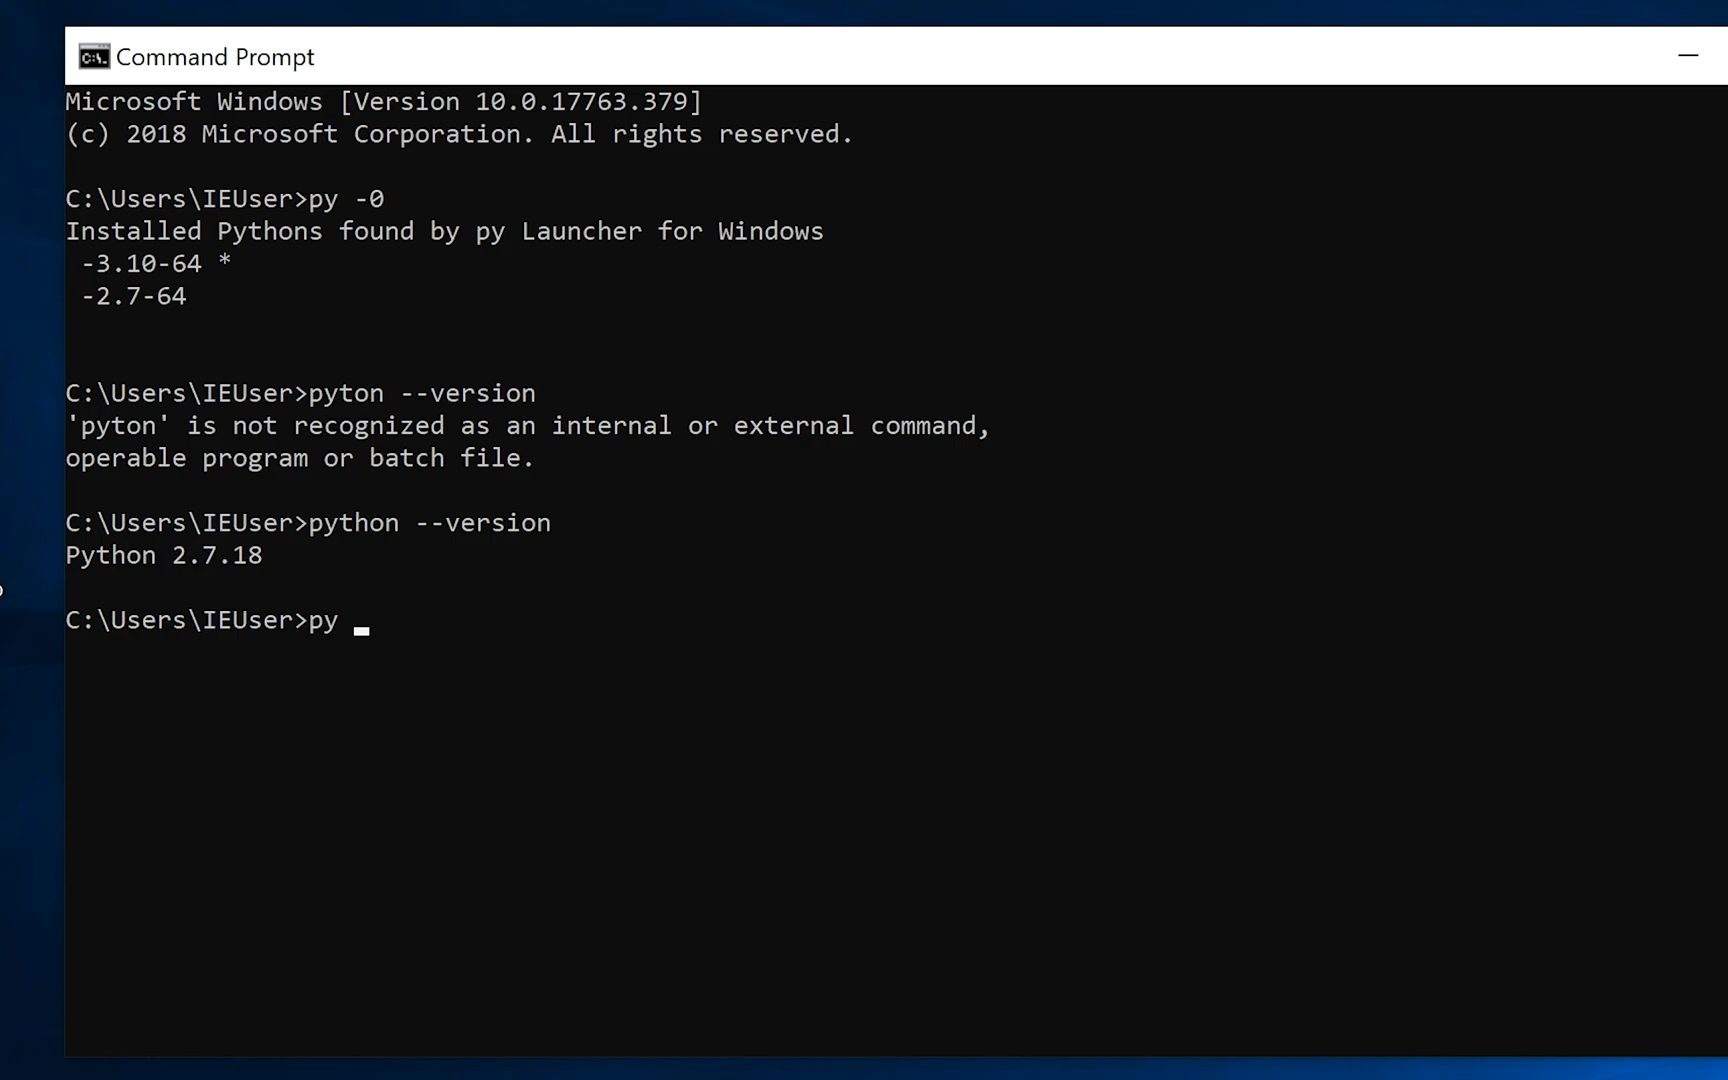 Command Prompt
Microsoft Windows [Version 10.0.17763.379]
(c) 2018 Microsoft Corporation. All rights reserved.
C:\Users\IEUser>py -0
Installed Pythons found by py Launcher for Windows
-3.10-64 *
-2.7-64
C:\Users\IEUser>pyton --version
'pyton' is not recognized as an internal or external command,
operable program or batch file.
C:\Users\IEUser>python --version
Python 2.7.18
C:\Users\IEUser>py